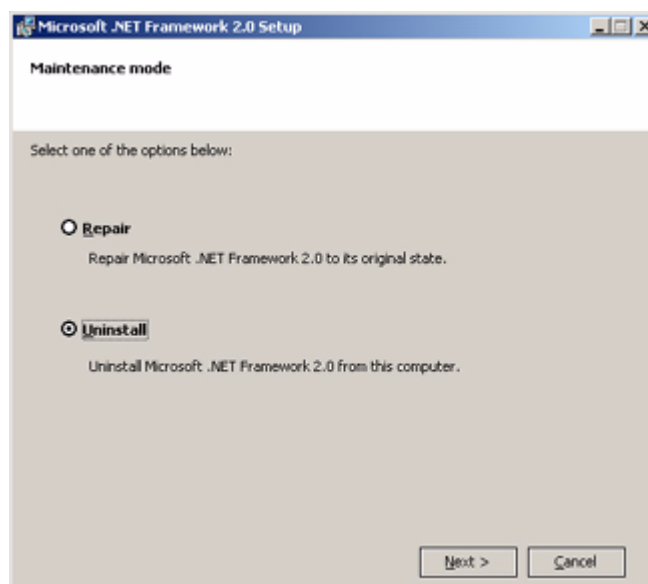 Microsoft .NET Framework 2.0 Setup
Maintenance mode
Select one of the options below:
Repair
Repair Microsoft .NET Framework 2.0 to its original state.
Uninstall
Uninstall Microsoft .NET Framework 2.0 from this computer.
Next > Cancel